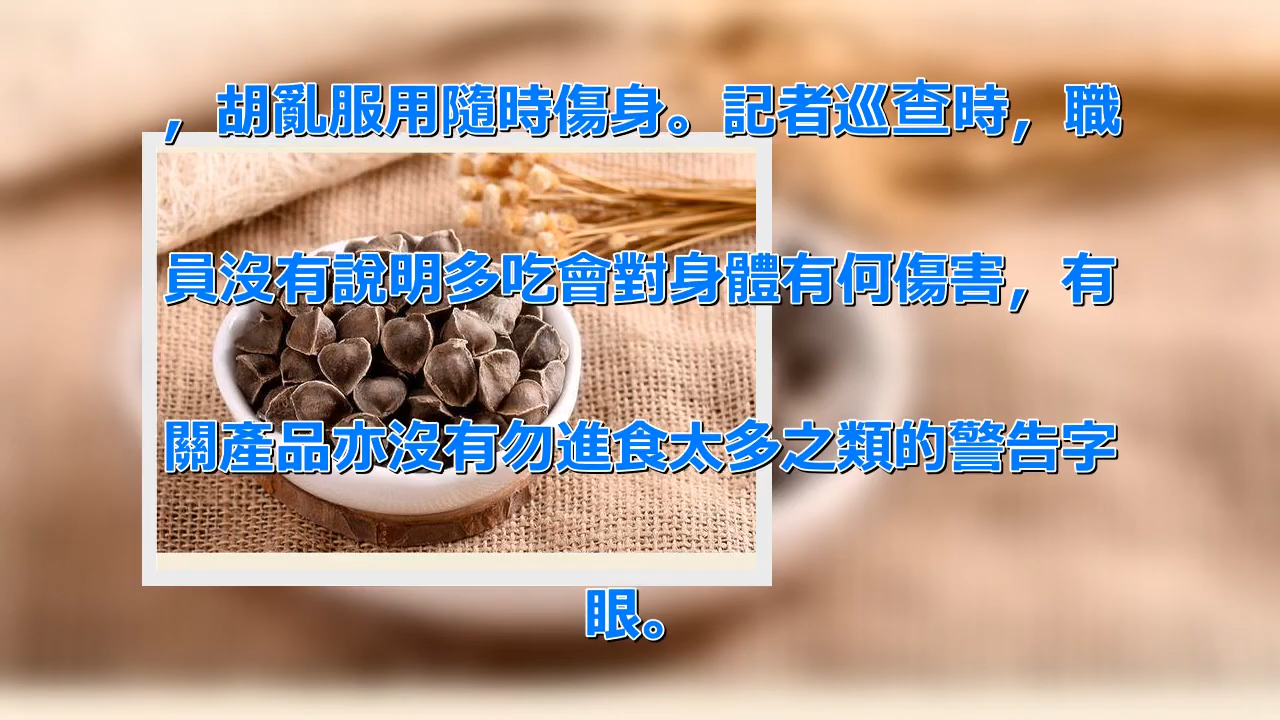 ，胡亂服用隨時傷身。記者巡查時，職
員沒有說明多吃會對身體有何傷害，有
關產品亦沒有勿進食太多之類的警告字
眼。